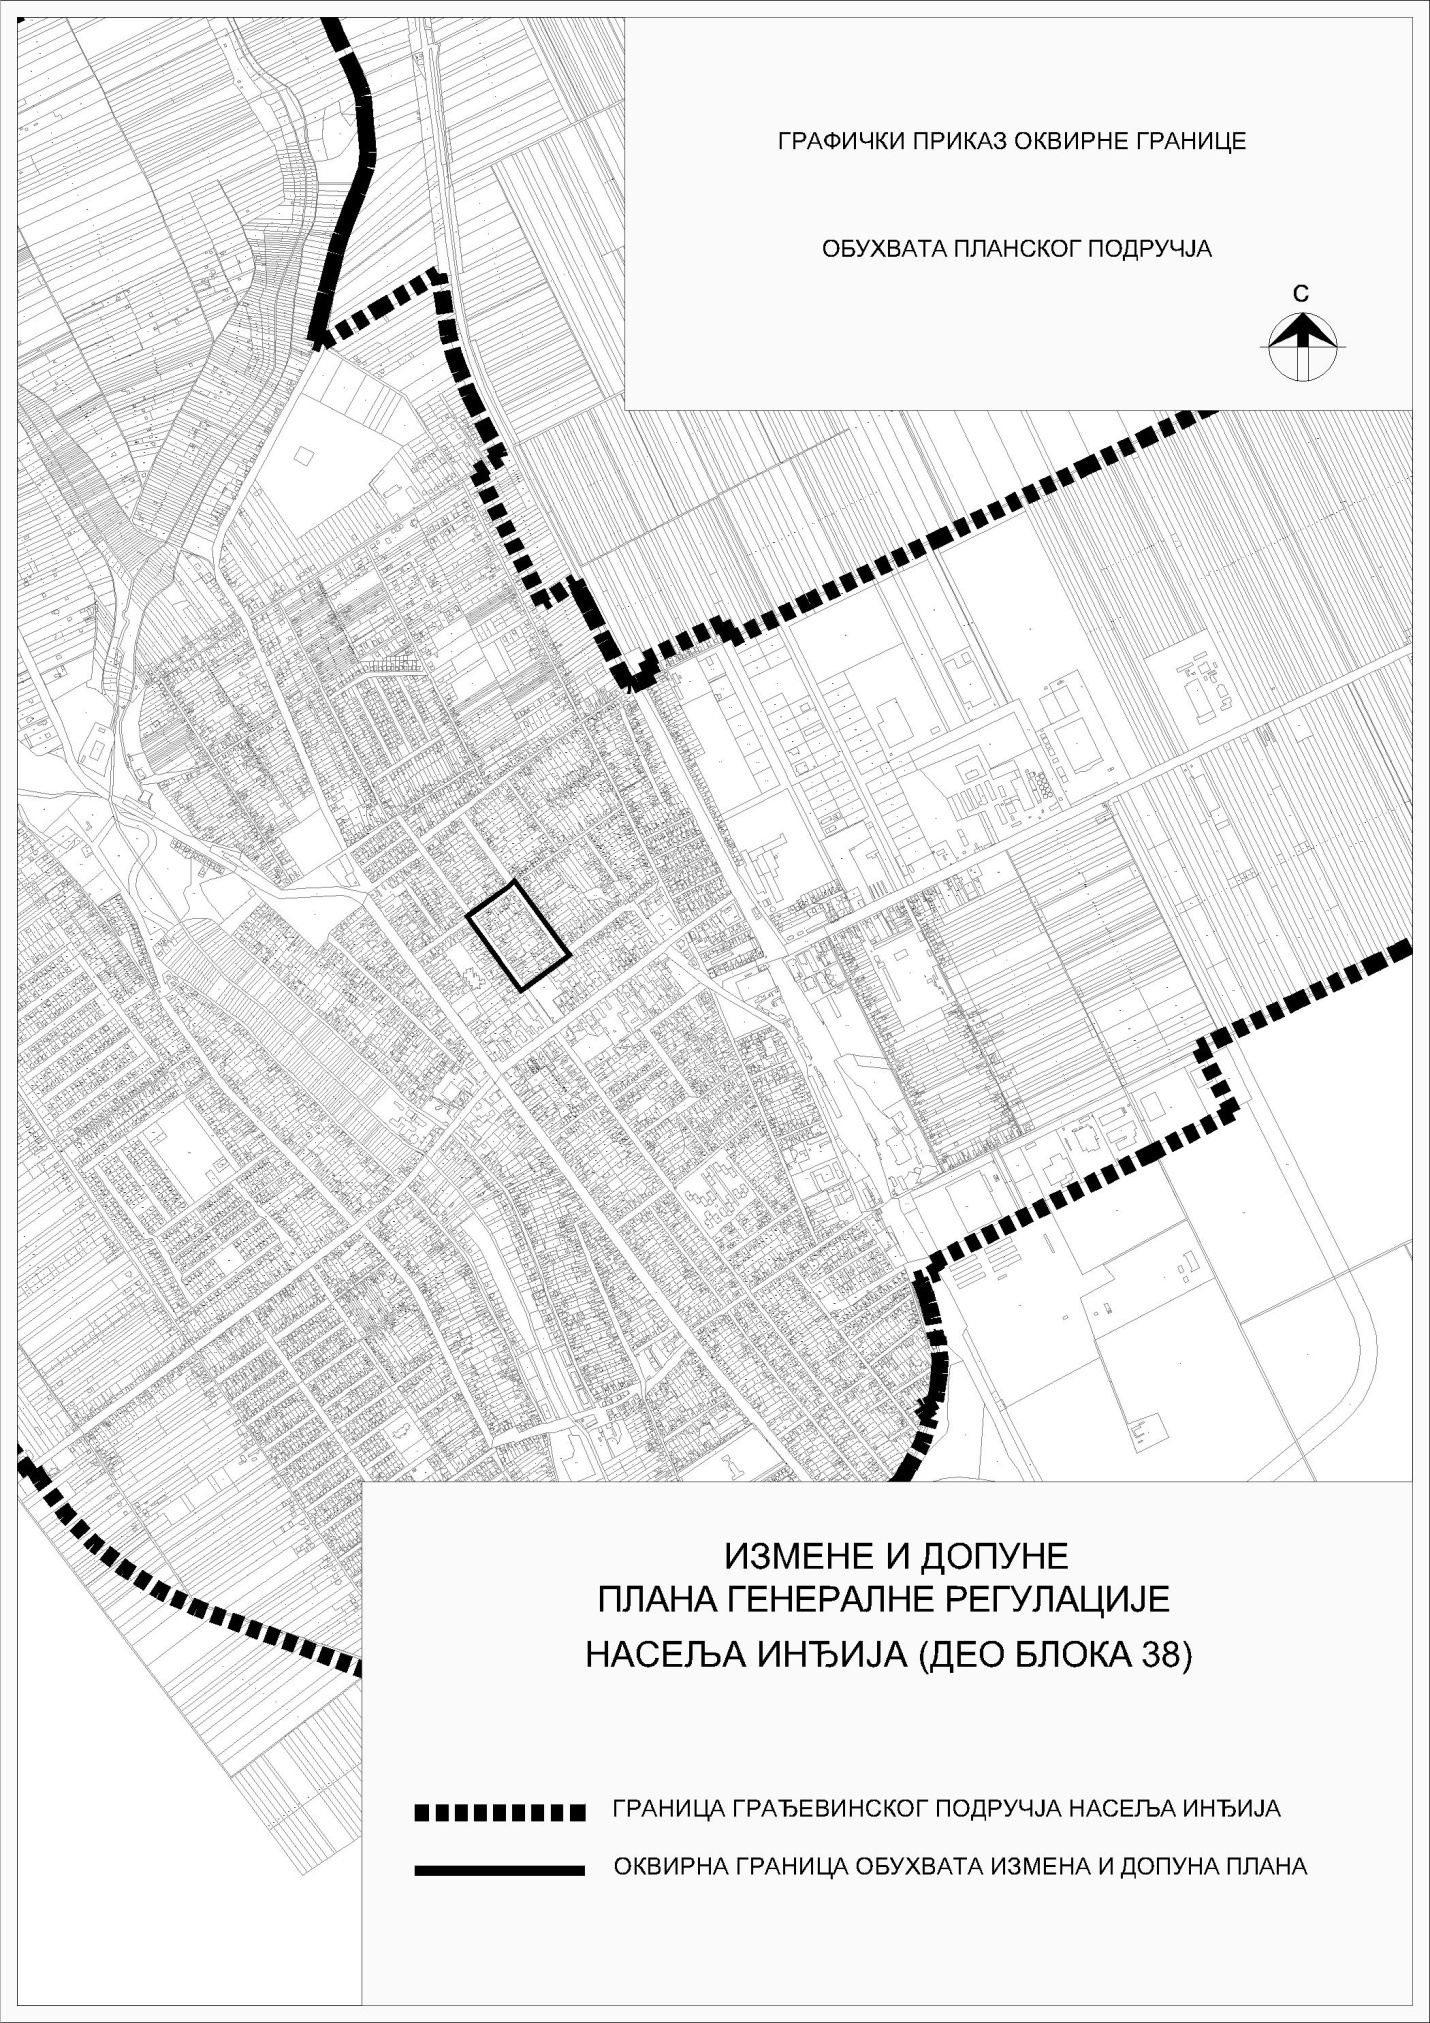 ГРАФИЧКИ ПРИКАЗ ОКВИРНЕ ГРАНИЦЕ
ОБУХВАТА ПЛАНСКОГ ПОДРУЧЈА
С
ИЗМЕНЕ И ДОПУНЕ
ПЛАНА ГЕНЕРАЛНЕ РЕГУЛАЦИЈЕ
НАСЕЉА ИНЂИЈА (ДЕО БЛОКА 38)
ГРАНИЦА ГРАЂЕВИНСКОГ ПОДРУЧЈА НАСЕЉА ИНЂИЈА
ОКВИРНА ГРАНИЦА ОБУХВАТА ИЗМЕНА И ДОПУНА ПЛАНА